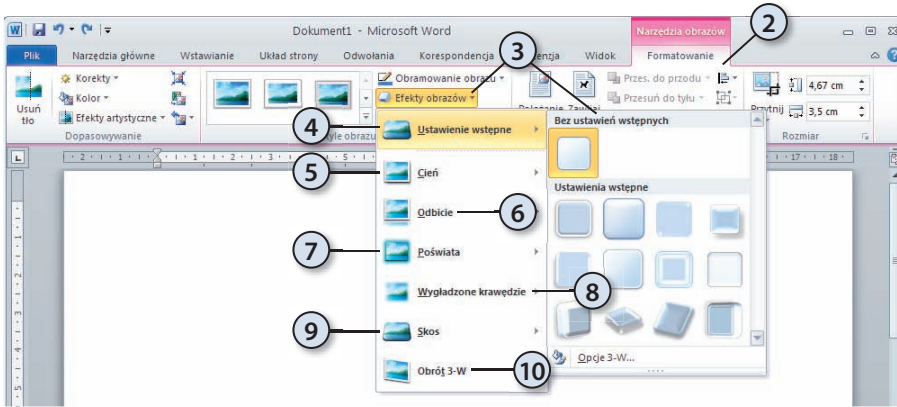 Dokument1 - Microsoft Word
Narzędzia obrazów
2
Plik Narzędzia główne Wstawianie Układ strony Odwołania Korespondencja Widok Formatowanie
3
Usuń tło
Korekty
Kolor
Efekty artystyczne
Dopasowywanie
Obramowanie obrazu
Efekty obrazów
Przes. do przodu
Przesuń do tyłu
4,67 cm
3,5 cm
Rozmiar
4
Ustawienie wstępne
5
Cień
Odbicie
6
7
Poświata
Wygładzone krawędzie
8
9
Skos
Obrót 3-W
10
Bez ustawień wstępnych
Ustawienia wstępne
Opcje 3-W...